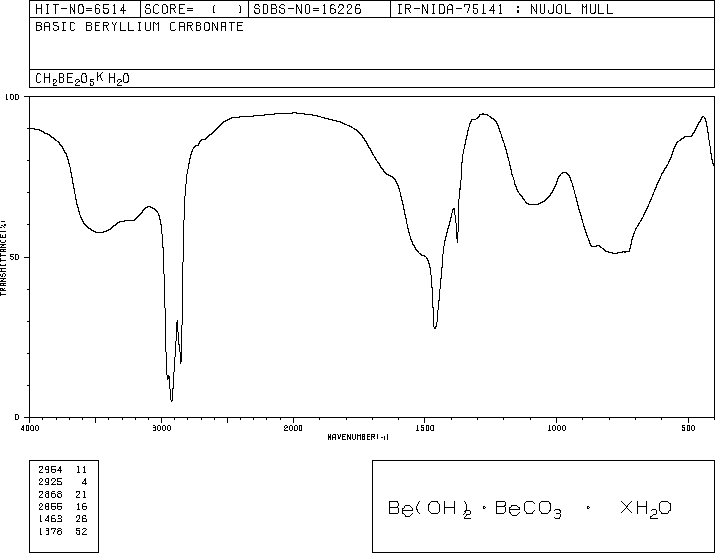 HIT-NO=6514 SCORE= ( ) SDBS-NO=16226 IR-NIDA-75141 : NUJOL MULL
BASIC BERYLLIUM CARBONATE
CH2BE2O5 X H2O
100
50
0
TRANSMITTANCE(%)
4000 3000 2000 1500 1000 500
WAVENUMBER(-1)
2954 11
2925 4
2868 21
2855 16
1463 26
1378 52
Be(OH)2 · BeCO3 · XH2O